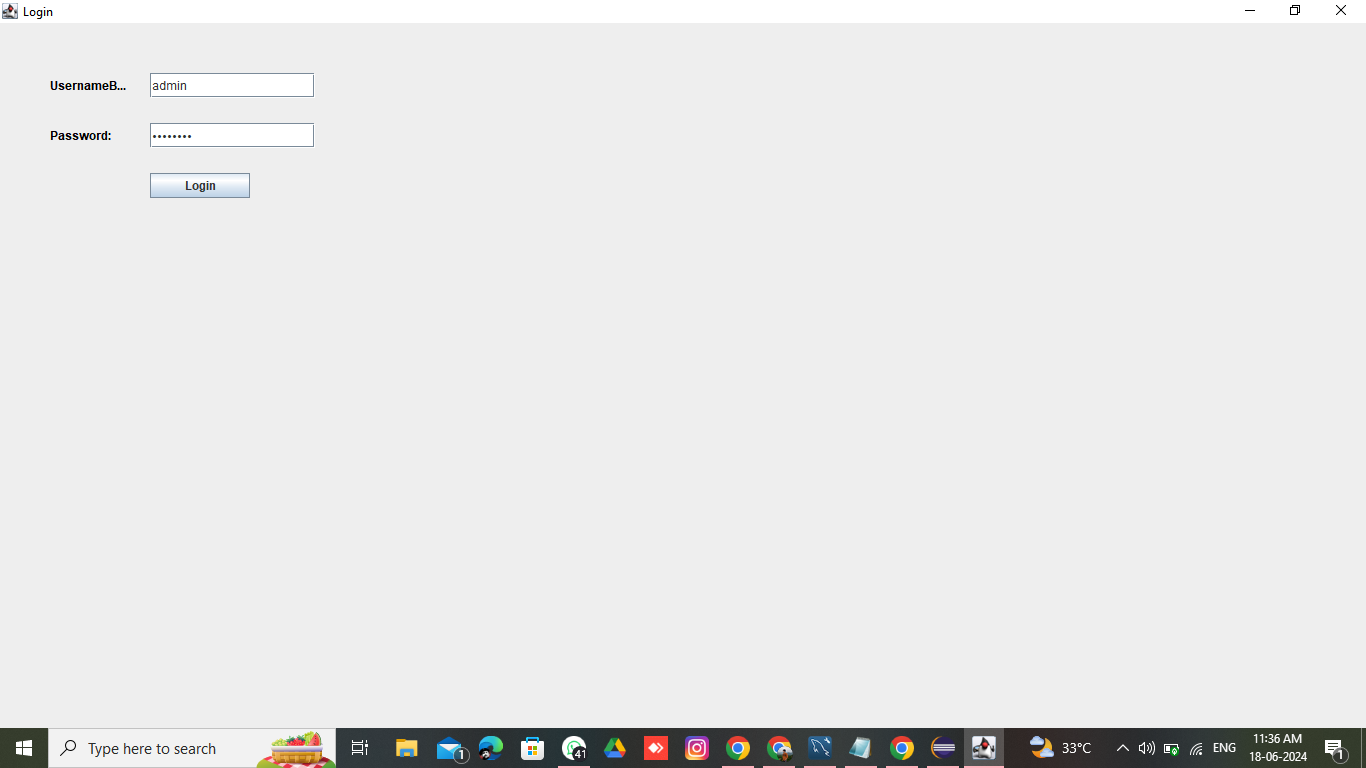 Login
UsernameB...
admin
Password:
••••••••
Login
Type here to search
1
41
33°C
ENG
11:36 AM
18-06-2024
1